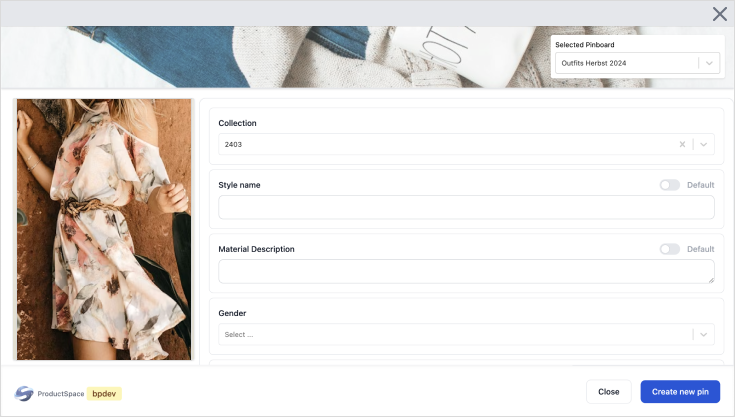 OT
Selected Pinboard
Outfits Herbst 2024
Collection
2403
Style name
Default
Material Description
Default
Gender
Select ...
ProductSpace
bpdev
Close
Create new pin